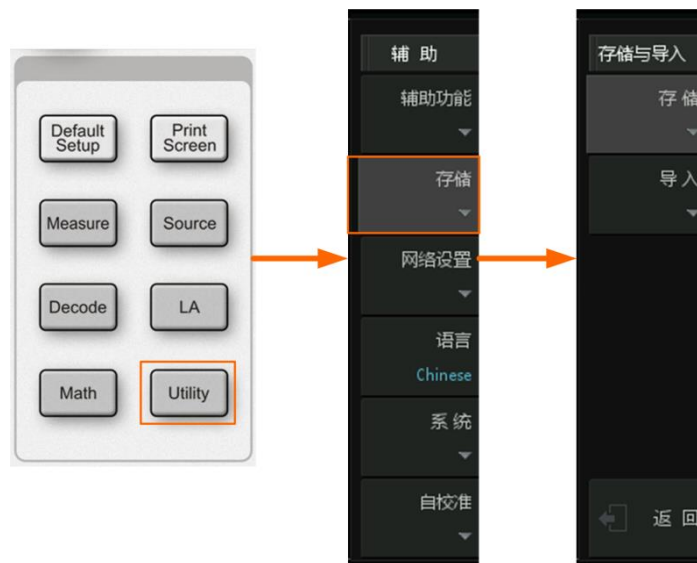 Default
Setup
Print
Screen
Measure
Source
Decode
LA
Math
Utility
辅 助
辅助功能
存储
网络设置
语言
Chinese
系 统
自校准
存储与导入
存 储
导 入
返 回